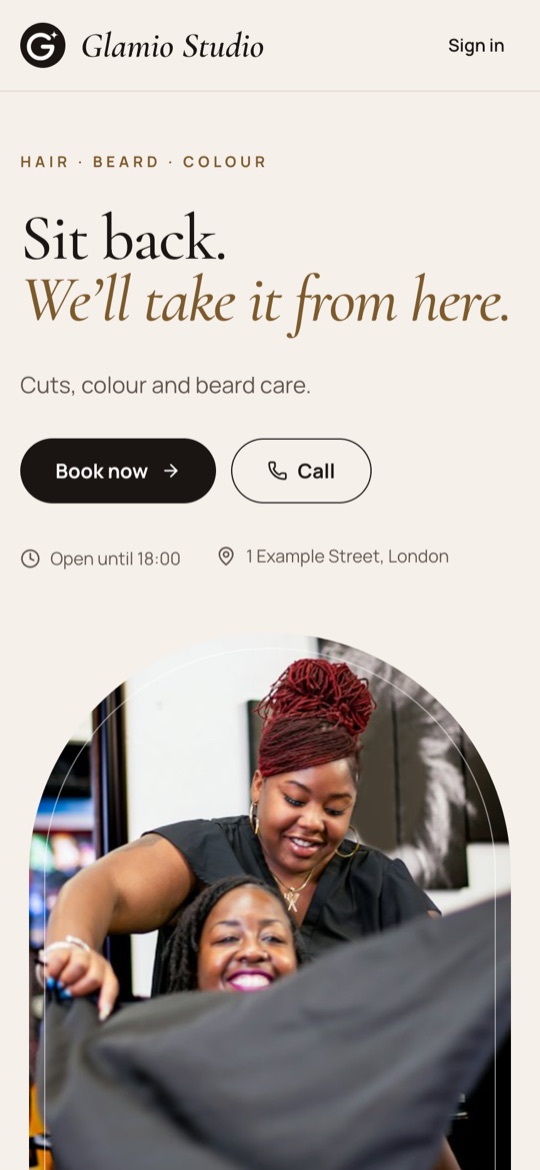 Glamio Studio
Sign in
HAIR · BEARD · COLOUR
Sit back.
We’ll take it from here.
Cuts, colour and beard care.
Book now
Call
Open until 18:00
1 Example Street, London